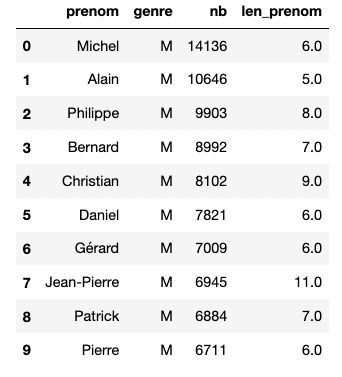 prenom genre nb len_prenom
0 Michel M 14136 6.0
1 Alain M 10646 5.0
2 Philippe M 9903 8.0
3 Bernard M 8992 7.0
4 Christian M 8102 9.0
5 Daniel M 7821 6.0
6 Gérard M 7009 6.0
7 Jean-Pierre M 6945 11.0
8 Patrick M 6884 7.0
9 Pierre M 6711 6.0